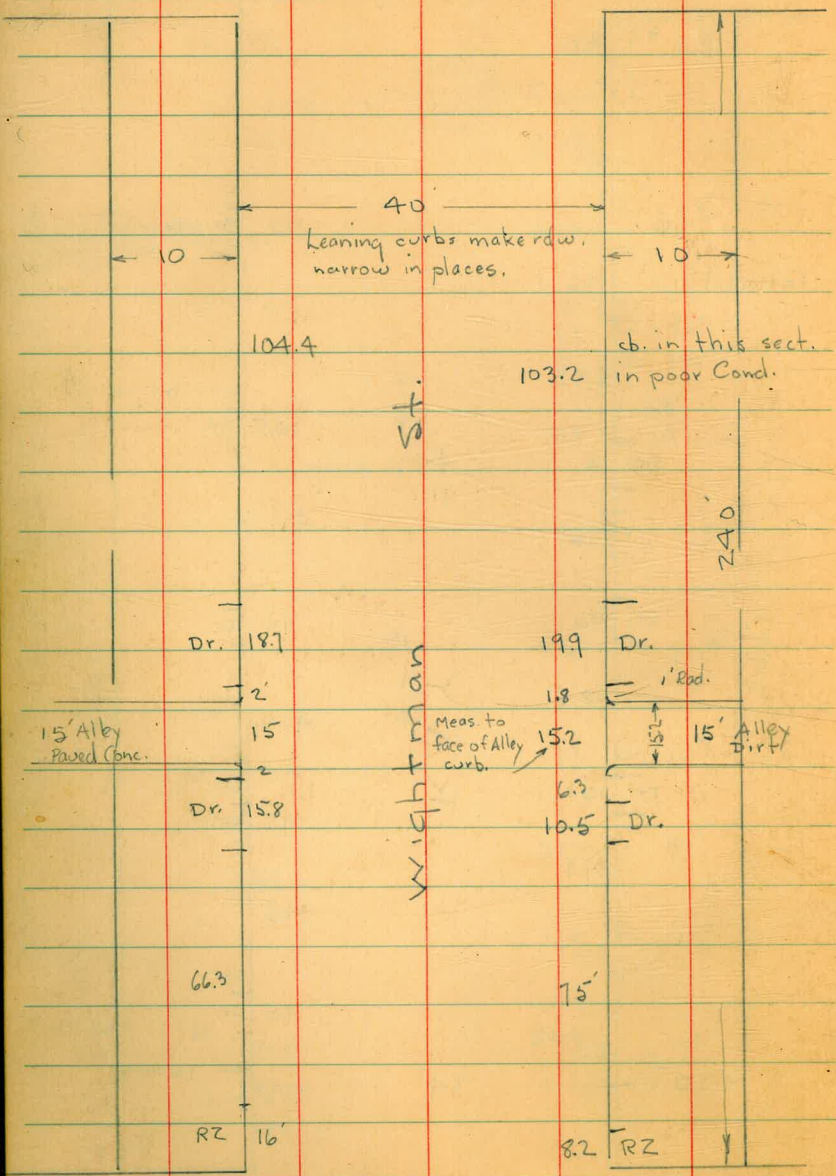 40
Leaning curbs make rdw.
narrow in places.
10
10
104.4
cb. in this sect.
in poor Cond.
103.2
St.
240'
Dr. 18.7
19.9 Dr.
2'
1.8
1' Rad.
15' Alley
Paved Conc.
15
Meas. to
face of Alley
curb.
15.2
15.2
15' Alley
Dirt
2
6.3
Dr. 15.8
10.5 Dr.
Wightman
66.3
75'
RZ 16'
8.2 RZ